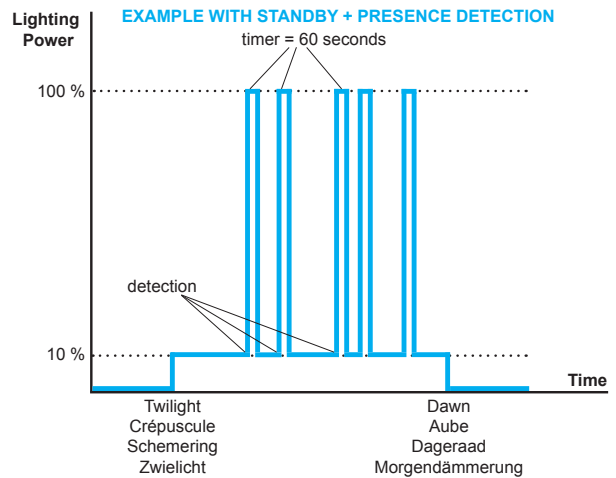 EXAMPLE WITH STANDBY + PRESENCE DETECTION
Lighting
Power
timer = 60 seconds
100 %
detection
10 %
Time
Twilight
Crépuscule
Schemering
Zwielicht
Dawn
Aube
Dageraad
Morgendämmerung